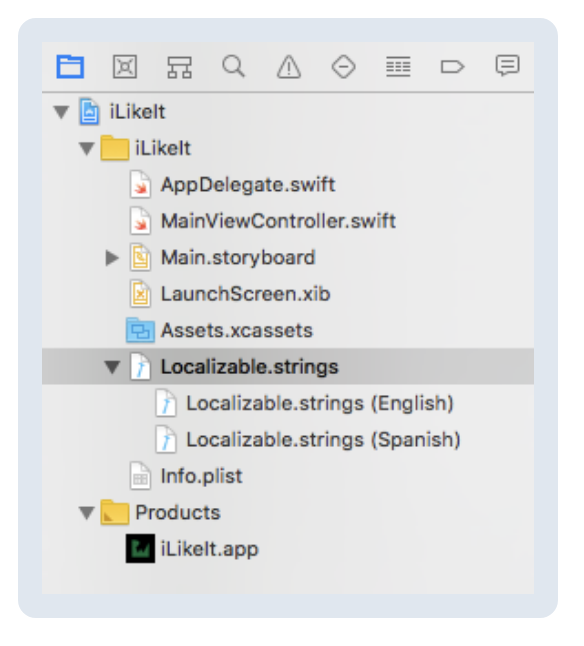 iLikeIt
iLikeIt
AppDelegate.swift
MainViewController.swift
Main.storyboard
LaunchScreen.xib
Assets.xcassets
Localizable.strings
Localizable.strings (English)
Localizable.strings (Spanish)
Info.plist
Products
iLikeIt.app